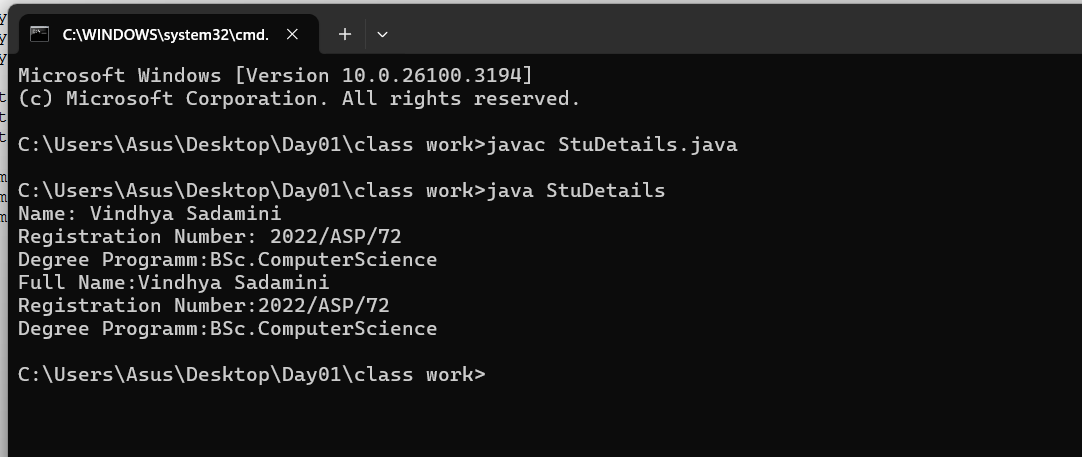 C:\WINDOWS\system32\cmd.
Microsoft Windows [Version 10.0.26100.3194]
(c) Microsoft Corporation. All rights reserved.
C:\Users\Asus\Desktop\Day01\class work>javac StuDetails.java
C:\Users\Asus\Desktop\Day01\class work>java StuDetails
Name: Vindhya Sadamini
Registration Number: 2022/ASP/72
Degree Programm:BSc.ComputerScience
Full Name:Vindhya Sadamini
Registration Number:2022/ASP/72
Degree Programm:BSc.ComputerScience
C:\Users\Asus\Desktop\Day01\class work>